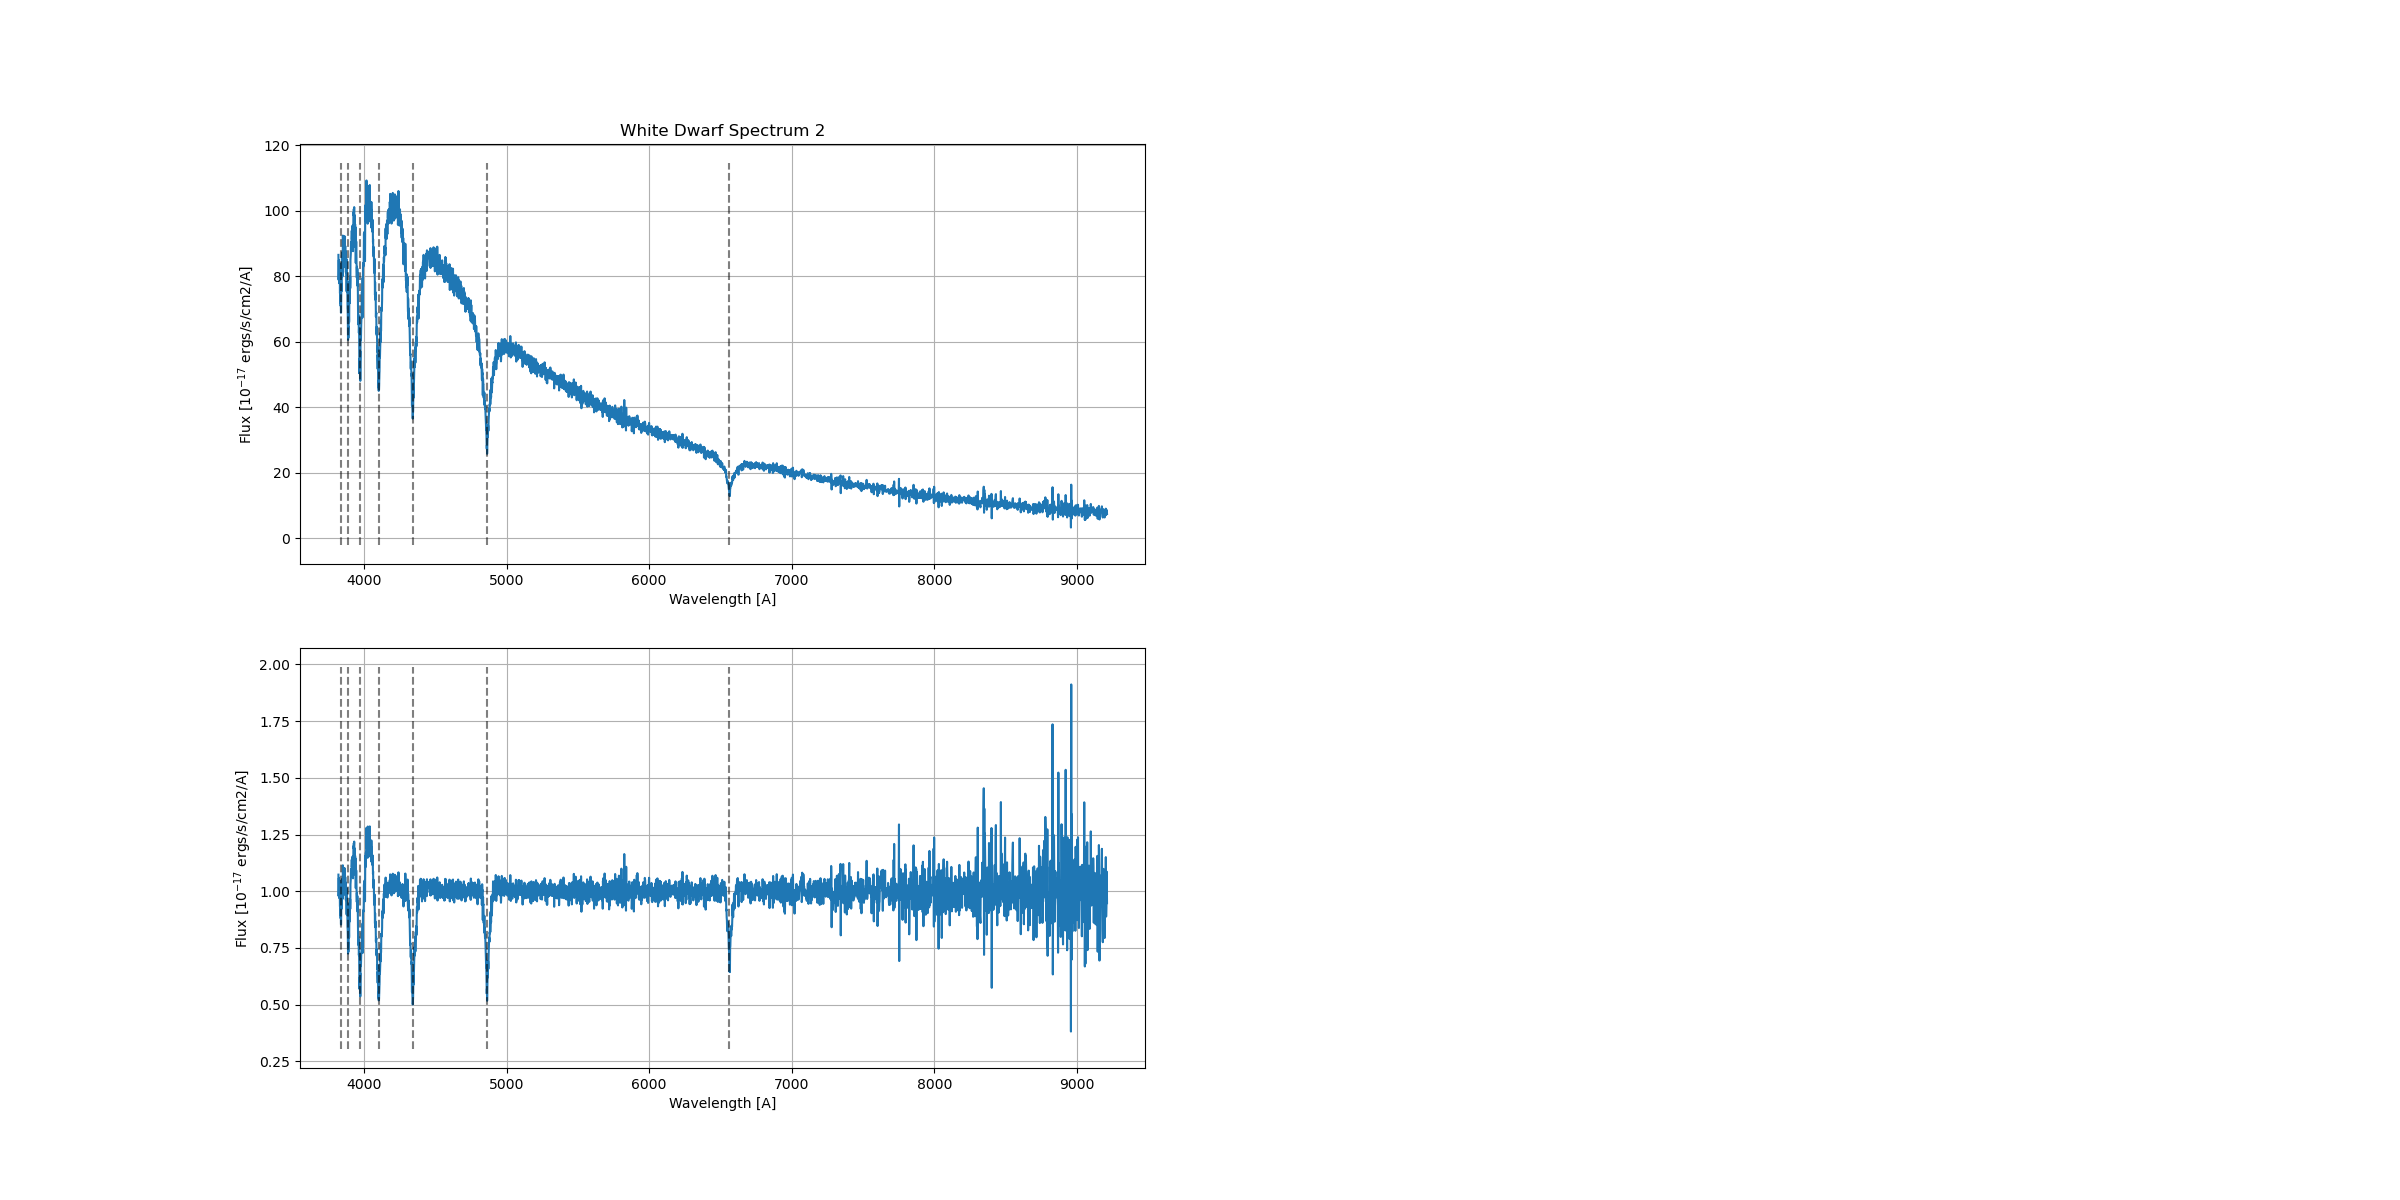 White Dwarf Spectrum 2
120
100
80
60
40
20
0
Flux [10⁻¹⁷ ergs/s/cm2/A]
4000 5000 6000 7000 8000 9000
Wavelength [A]
2.00
1.75
1.50
1.25
1.00
0.75
0.50
0.25
Flux [10⁻¹⁷ ergs/s/cm2/A]
4000 5000 6000 7000 8000 9000
Wavelength [A]